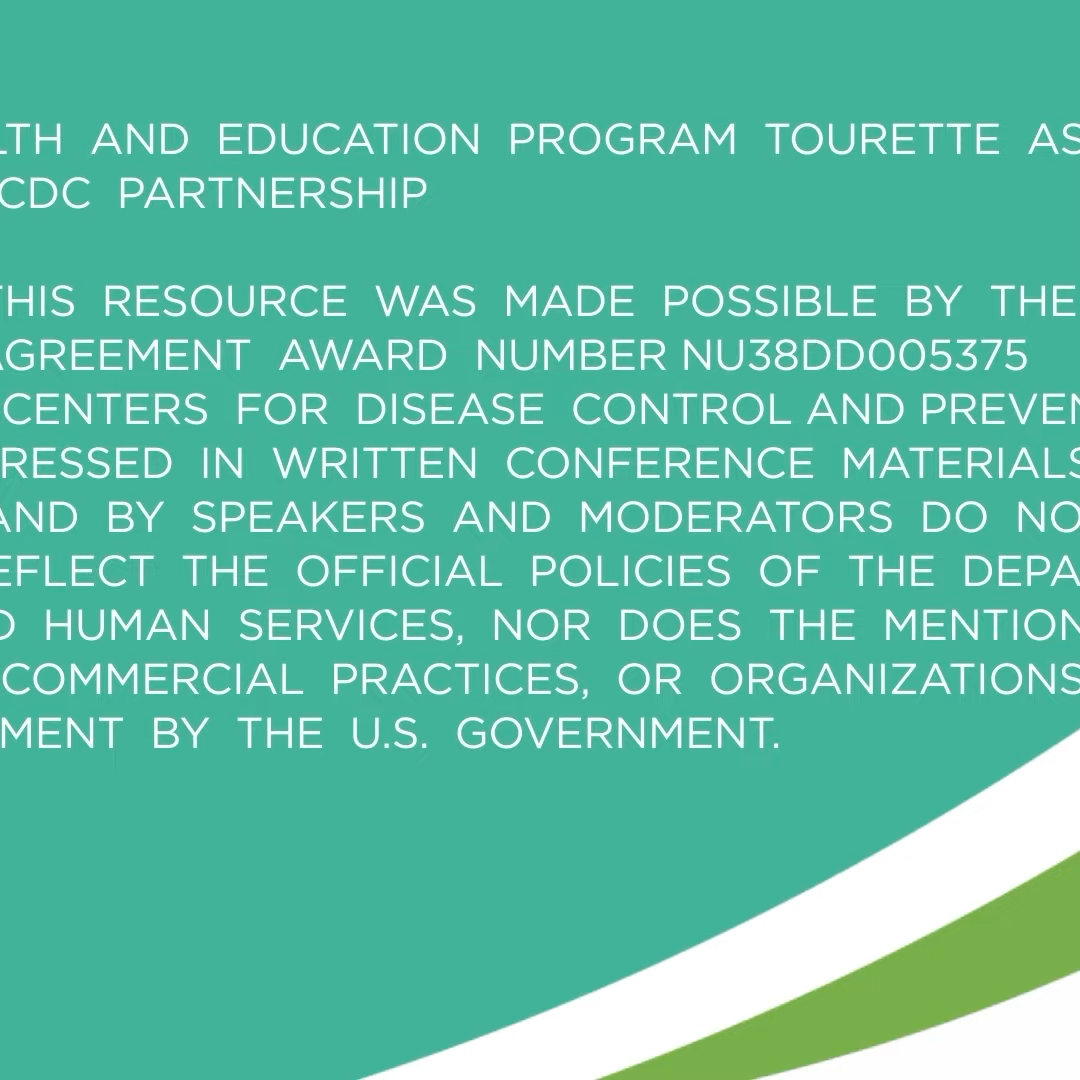 LTH AND EDUCATION PROGRAM TOURETTE AS
CDC PARTNERSHIP
THIS RESOURCE WAS MADE POSSIBLE BY THE
AGREEMENT AWARD NUMBER NU38DD005375
CENTERS FOR DISEASE CONTROL AND PREVEN
RESSED IN WRITTEN CONFERENCE MATERIALS
AND BY SPEAKERS AND MODERATORS DO NO
EFLECT THE OFFICIAL POLICIES OF THE DEPA
D HUMAN SERVICES, NOR DOES THE MENTION
COMMERCIAL PRACTICES, OR ORGANIZATIONS
MENT BY THE U.S. GOVERNMENT.